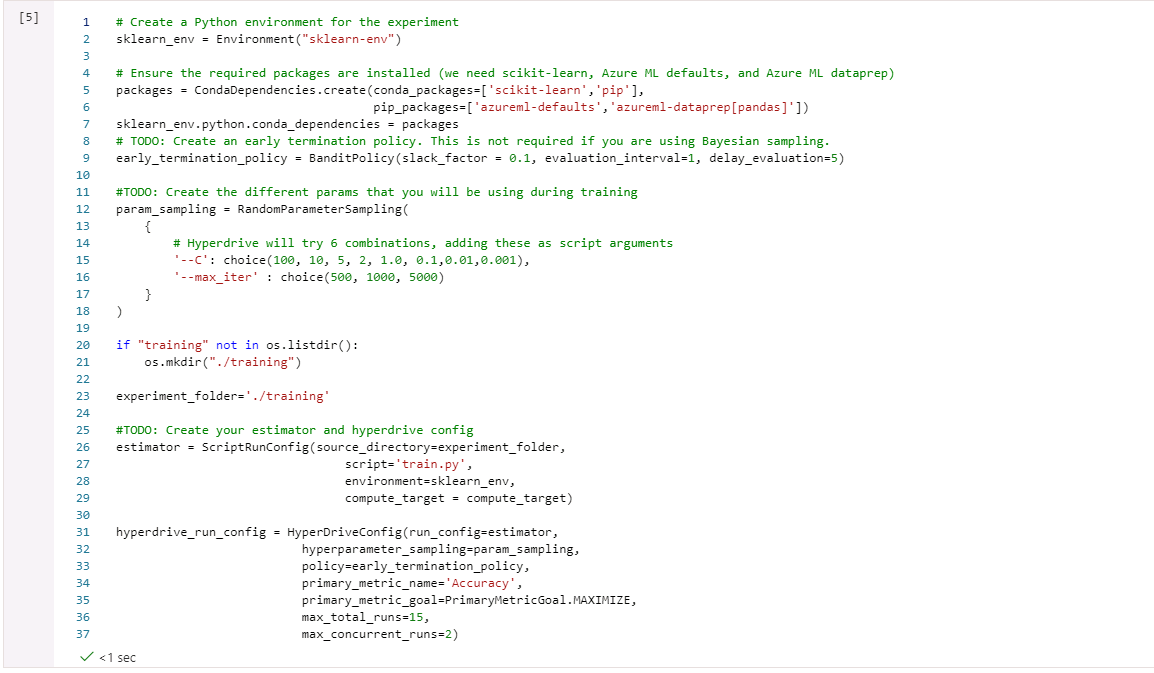 [5]
1 # Create a Python environment for the experiment
2 sklearn_env = Environment("sklearn-env")
3
4 # Ensure the required packages are installed (we need scikit-learn, Azure ML defaults, and Azure ML dataprep)
5 packages = CondaDependencies.create(conda_packages=['scikit-learn','pip'],
6                                     pip_packages=['azureml-defaults','azureml-dataprep[pandas]'])
7 sklearn_env.python.conda_dependencies = packages
8 # TODO: Create an early termination policy. This is not required if you are using Bayesian sampling.
9 early_termination_policy = BanditPolicy(slack_factor = 0.1, evaluation_interval=1, delay_evaluation=5)
10
11 #TODO: Create the different params that you will be using during training
12 param_sampling = RandomParameterSampling(
13     {
14         # Hyperdrive will try 6 combinations, adding these as script arguments
15         '--C': choice(100, 10, 5, 2, 1.0, 0.1,0.01,0.001),
16         '--max_iter' : choice(500, 1000, 5000)
17     }
18 )
19
20 if "training" not in os.listdir():
21     os.mkdir("./training")
22
23 experiment_folder='./training'
24
25 #TODO: Create your estimator and hyperdrive config
26 estimator = ScriptRunConfig(source_directory=experiment_folder,
27                                 script='train.py',
28                                 environment=sklearn_env,
29                                 compute_target = compute_target)
30
31 hyperdrive_run_config = HyperDriveConfig(run_config=estimator,
32                           hyperparameter_sampling=param_sampling,
33                           policy=early_termination_policy,
34                           primary_metric_name='Accuracy',
35                           primary_metric_goal=PrimaryMetricGoal.MAXIMIZE,
36                           max_total_runs=15,
37                           max_concurrent_runs=2)
✓ <1 sec